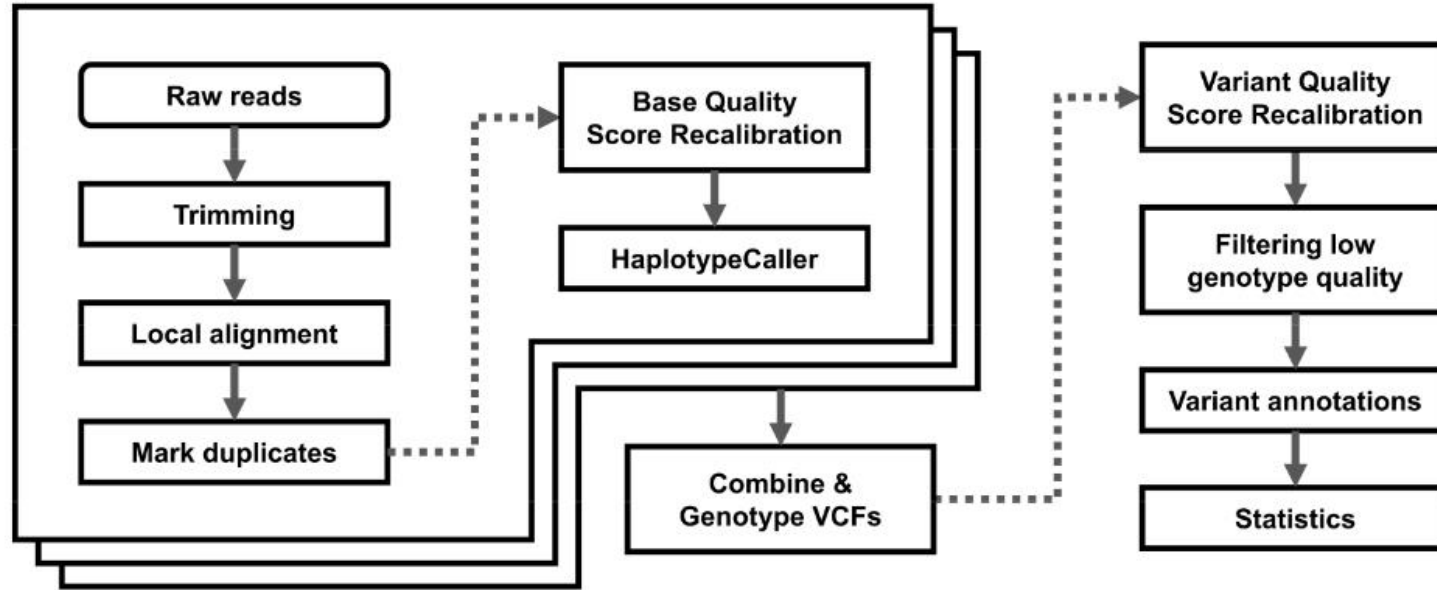 Raw reads
Trimming
Local alignment
Mark duplicates
Base Quality
Score Recalibration
HaplotypeCaller
Combine &
Genotype VCFs
Variant Quality
Score Recalibration
Filtering low
genotype quality
Variant annotations
Statistics